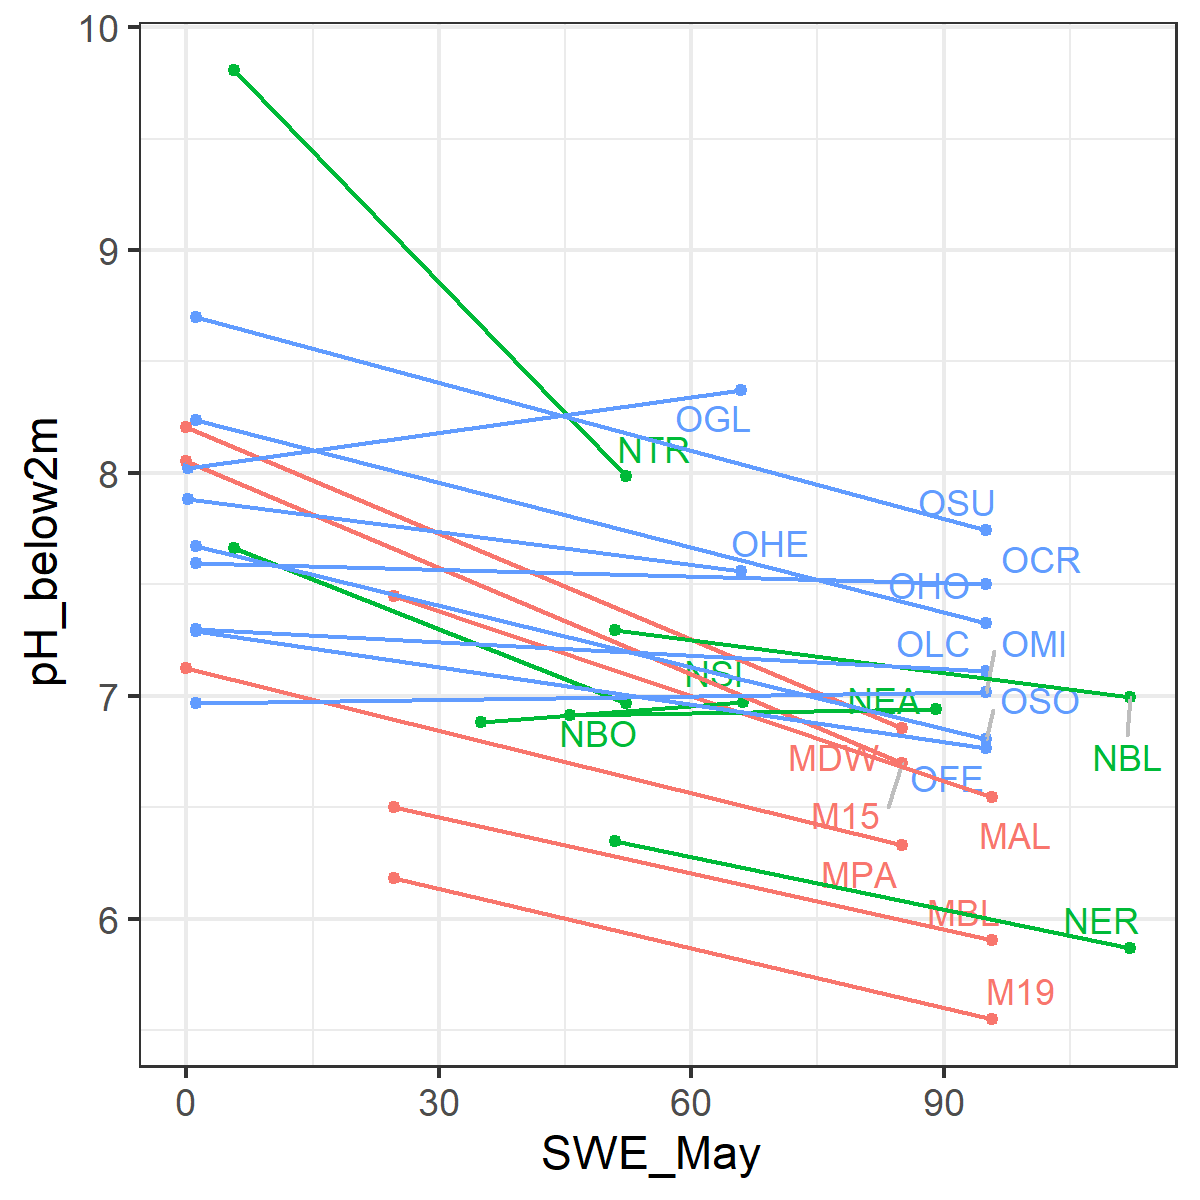 10
9
8
7
6
pH_below2m
OGL
NTR
OSU
OHE
OCR
OHO
OLC
OMI
NSI
NEA
OSO
NBO
MDW
OFE
NBL
M15
MAL
MPA
MBL
NER
M19
0 30 60 90
SWE_May